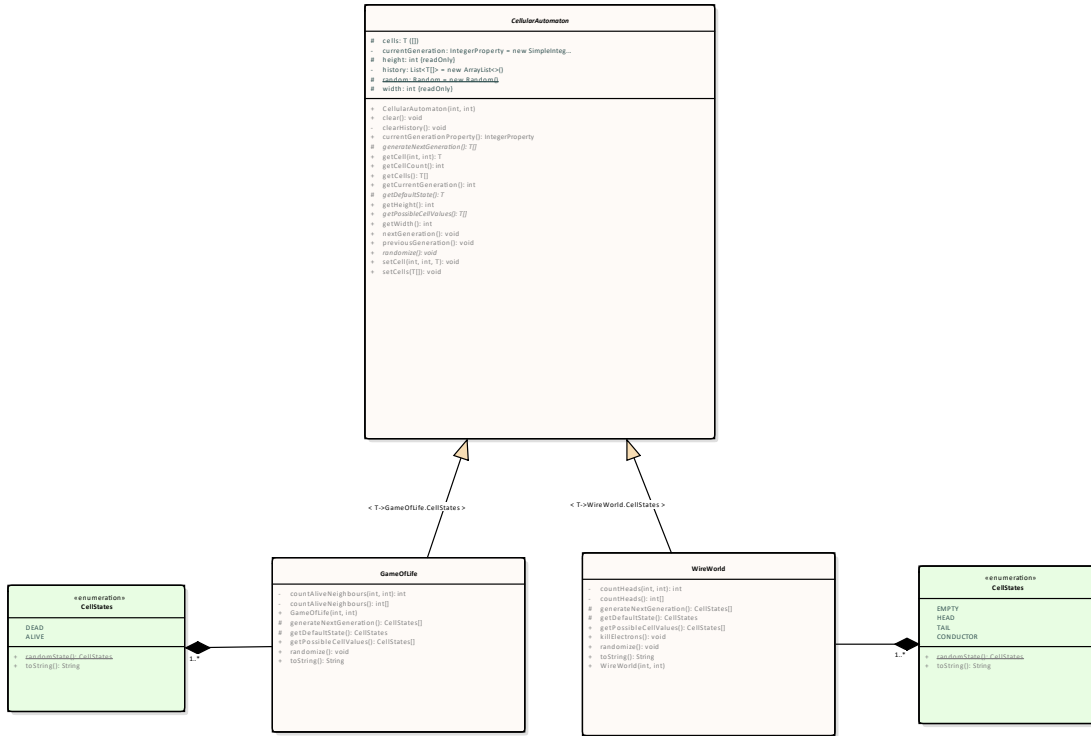 CellularAutomaton
# cells: T ([])
- currentGeneration: IntegerProperty = new SimpleInteg...
# height: int {readOnly}
- history: List<T[]> = new ArrayList<>()
# random: Random = new Random()
# width: int {readOnly}
+ CellularAutomaton(int, int)
+ clear(): void
- clearHistory(): void
+ currentGenerationProperty(): IntegerProperty
# generateNextGeneration(): T[]
+ getCell(int, int): T
+ getCellCount(): int
+ getCells(): T[]
+ getCurrentGeneration(): int
# getDefaultState(): T
+ getHeight(): int
+ getPossibleCellValues(): T[]
+ getWidth(): int
+ nextGeneration(): void
+ previousGeneration(): void
+ randomize(): void
+ setCell(int, int, T): void
+ setCells(T[]): void
< T->GameOfLife.CellStates >
< T->WireWorld.CellStates >
«enumeration»
CellStates
DEAD
ALIVE
+ randomState(): CellStates
+ toString(): String
1..*
GameOfLife
- countAliveNeighbours(int, int): int
- countAliveNeighbours(): int[]
+ GameOfLife(int, int)
# generateNextGeneration(): CellStates[]
# getDefaultState(): CellStates
+ getPossibleCellValues(): CellStates[]
+ randomize(): void
+ toString(): String
WireWorld
- countHeads(int, int): int
- countHeads(): int[]
# generateNextGeneration(): CellStates[]
# getDefaultState(): CellStates
+ getPossibleCellValues(): CellStates[]
+ killElectrons(): void
+ randomize(): void
+ toString(): String
+ WireWorld(int, int)
1..*
«enumeration»
CellStates
EMPTY
HEAD
TAIL
CONDUCTOR
+ randomState(): CellStates
+ toString(): String